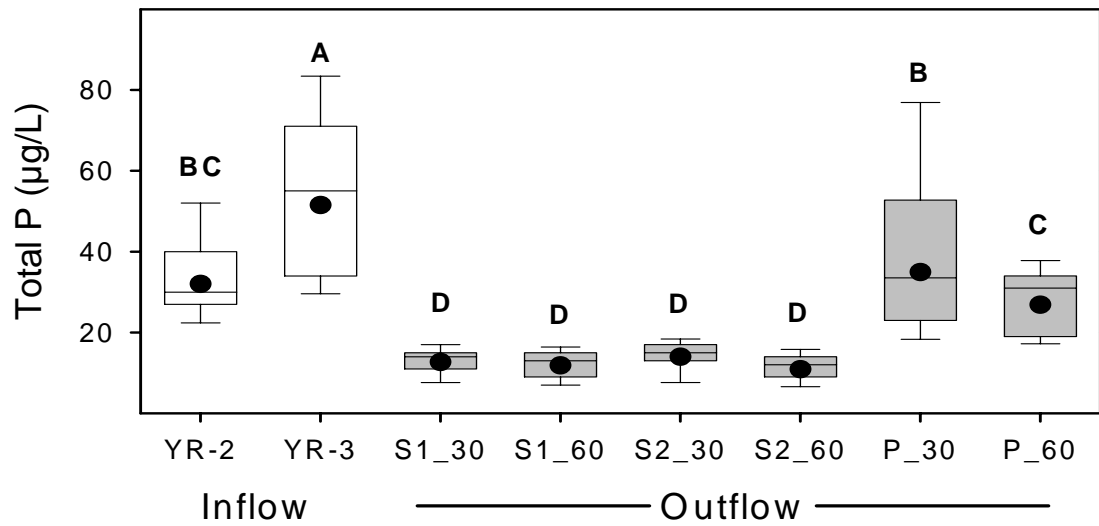 Total P (µg/L)
80
60
40
20
B C
A
D
D
D
D
B
C
YR-2 YR-3 S1_30 S1_60 S2_30 S2_60 P_30 P_60
Inflow Outflow